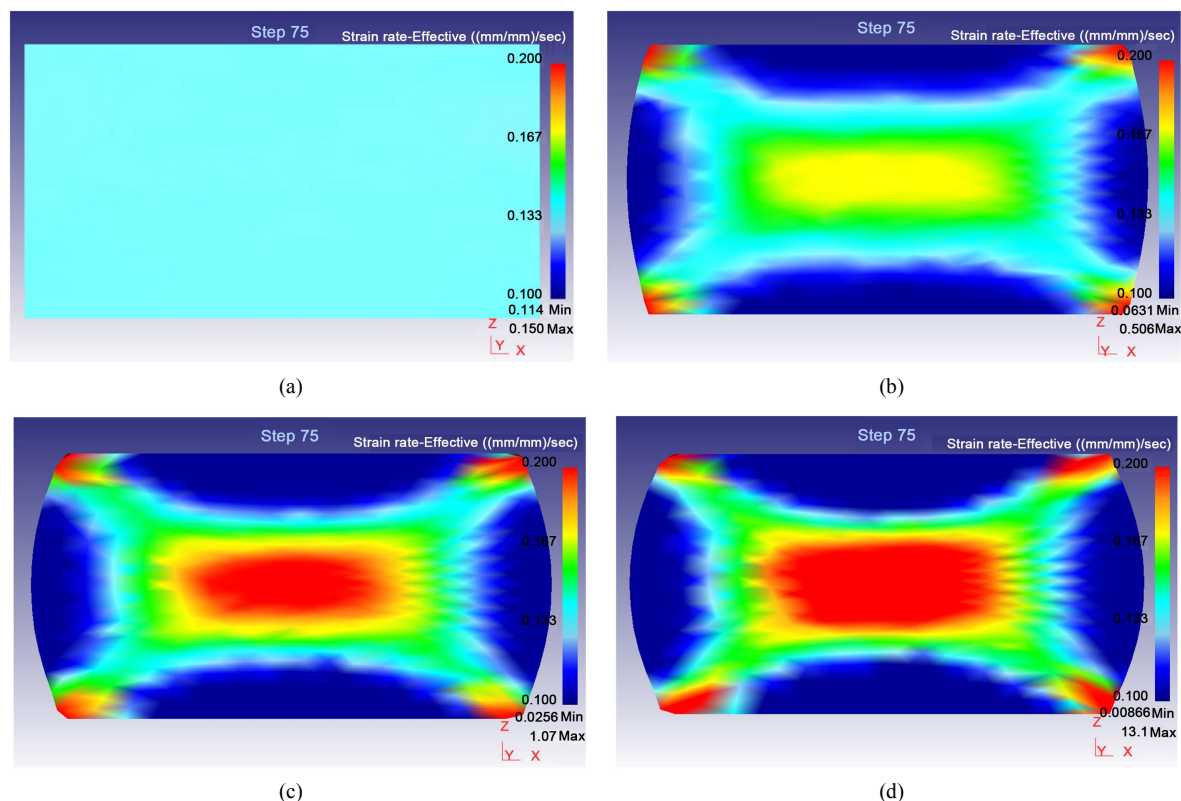 Step 75
Strain rate-Effective ((mm/mm)/sec)
0.200
0.167
0.133
0.100
0.114 Min
0.150 Max
Z
Y X
(a)
Step 75
Strain rate-Effective ((mm/mm)/sec)
0.200
0.167
0.133
0.100
0.0631 Min
0.506 Max
Z
Y X
(b)
Step 75
Strain rate-Effective ((mm/mm)/sec)
0.200
0.167
0.133
0.100
0.0256 Min
1.07 Max
Z
Y X
(c)
Step 75
Strain rate-Effective ((mm/mm)/sec)
0.200
0.167
0.133
0.100
0.00866 Min
13.1 Max
Z
Y X
(d)